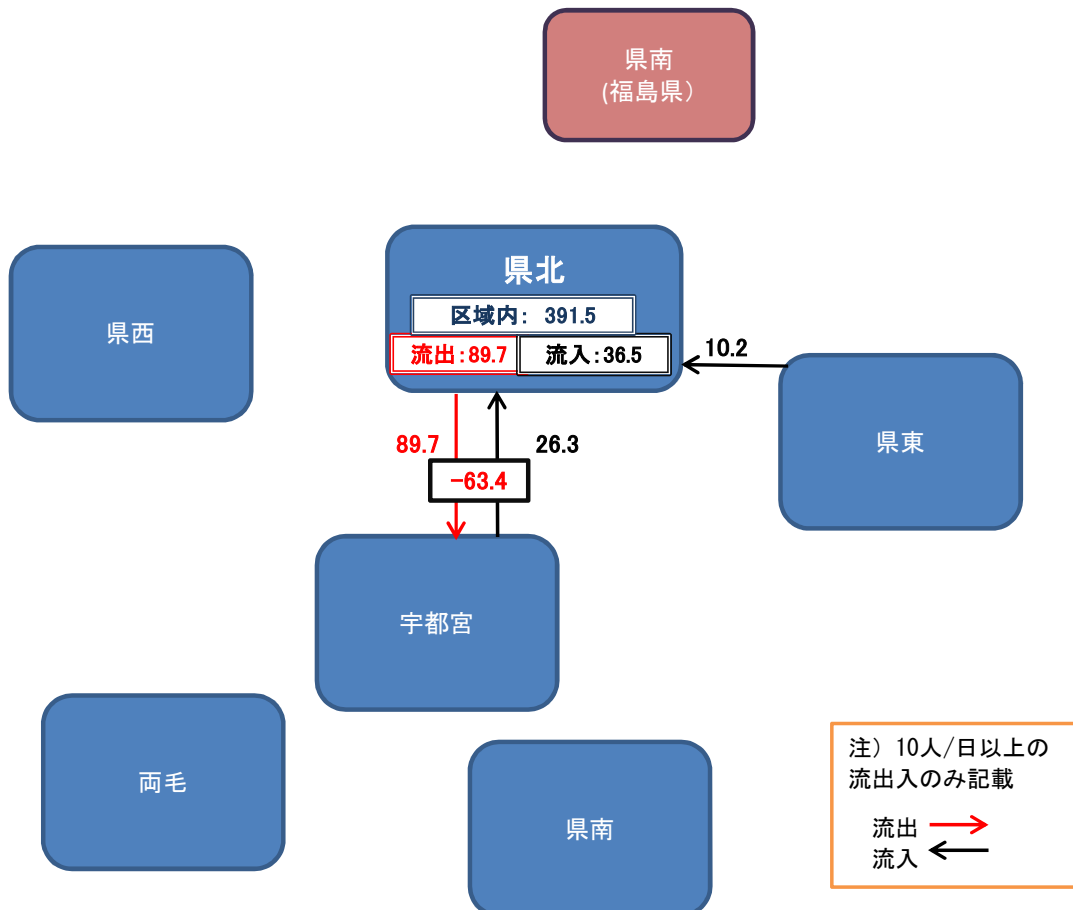 県南
(福島県）
県北
区域内： 391.5
流出：89.7
流入：36.5
10.2
県西
県東
89.7
26.3
−63.4
宇都宮
両毛
県南
注）10人/日以上の
流出入のみ記載
流出
流入